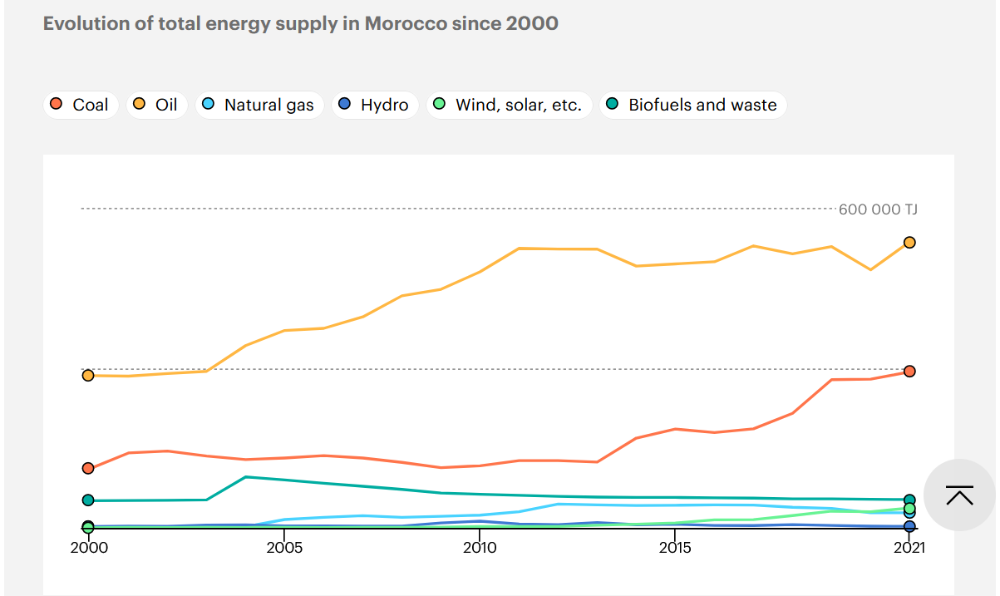 Evolution of total energy supply in Morocco since 2000
Coal Oil Natural gas Hydro Wind, solar, etc. Biofuels and waste
600 000 TJ
2000 2005 2010 2015 2021